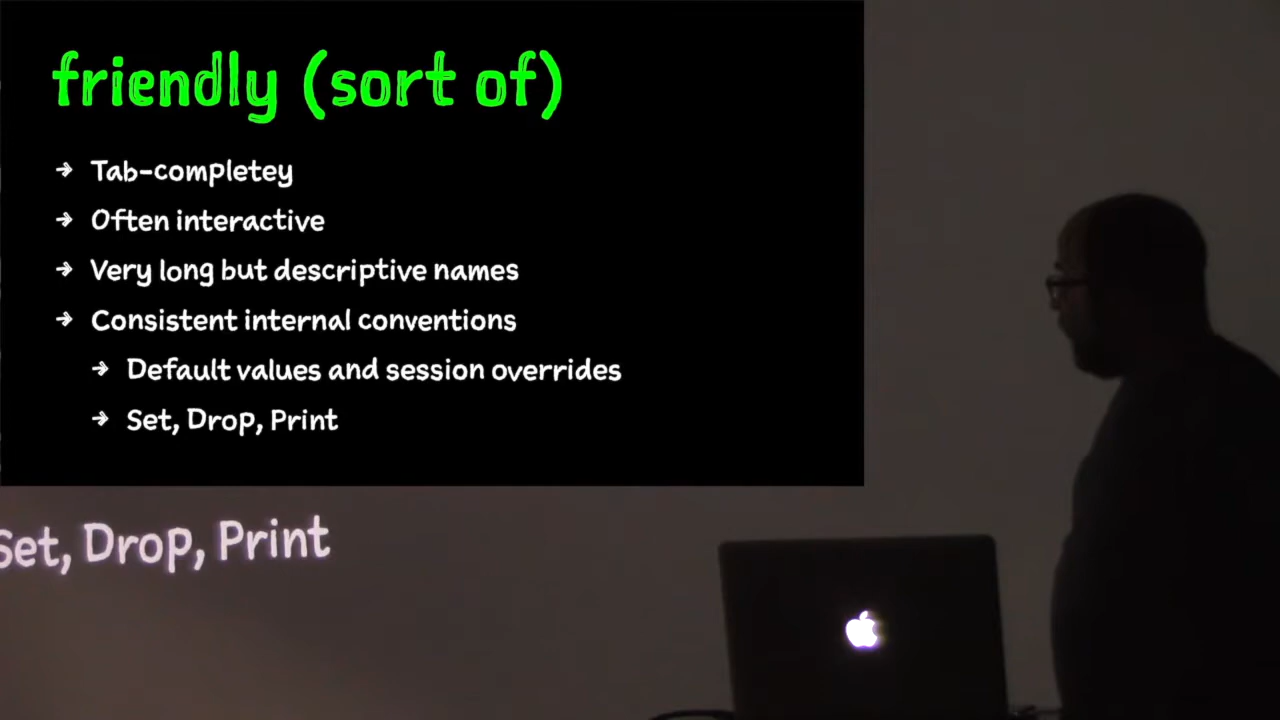 friendly (sort of)
→ Tab-completey
→ Often interactive
→ Very long but descriptive names
→ Consistent internal conventions
→ Default values and session overrides
→ Set, Drop, Print
Set, Drop, Print